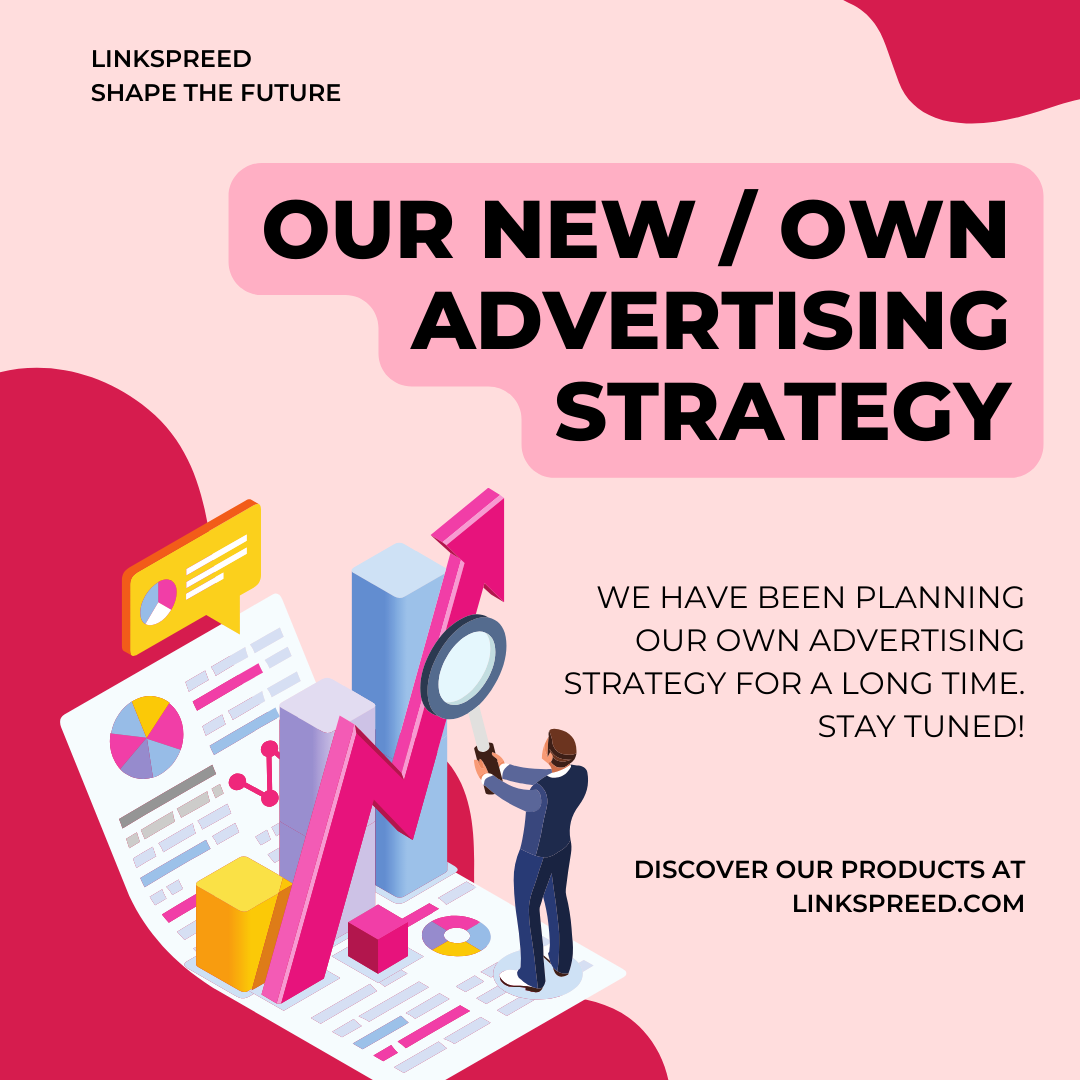 LINKSPREED
SHAPE THE FUTURE
OUR NEW / OWN
ADVERTISING
STRATEGY
WE HAVE BEEN PLANNING
OUR OWN ADVERTISING
STRATEGY FOR A LONG TIME.
STAY TUNED!
DISCOVER OUR PRODUCTS AT
LINKSPREED.COM